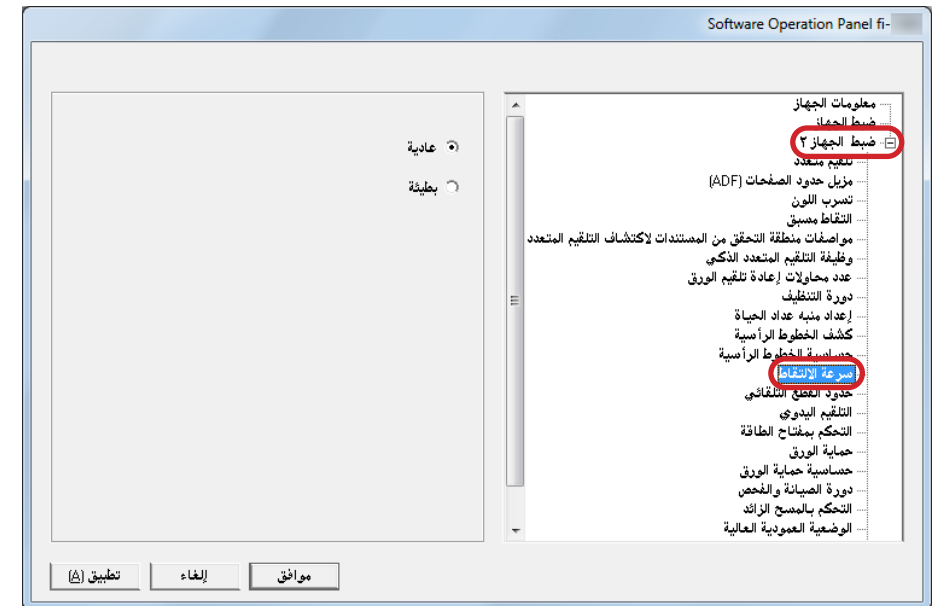 Software Operation Panel fi-
معلومات الجهاز
ضبط الجهاز
ضبط الجهاز ٢
تلقيم متعدد
مزيل حدود الصفحات (ADF)
تسرب اللون
التقاط مسبق
مواصفات منطقة التحقق من المستندات لاكتشاف التلقيم المتعدد
وظيفة التلقيم المتعدد الذكي
عدد محاولات إعادة تلقيم الورق
دورة التنظيف
إعداد منبه عداد الحياة
كشف الخطوط الرأسية
حساسية الخطوط الرأسية
سرعة الالتقاط
حدود القطع التلقائي
التلقيم اليدوي
التحكم بمفتاح الطاقة
حماية الورق
حساسية حماية الورق
دورة الصيانة والفحص
التحكم بالمسح الزائد
الوضعية العمودية العالية
عادية
بطيئة
موافق
إلغاء
تطبيق (A)